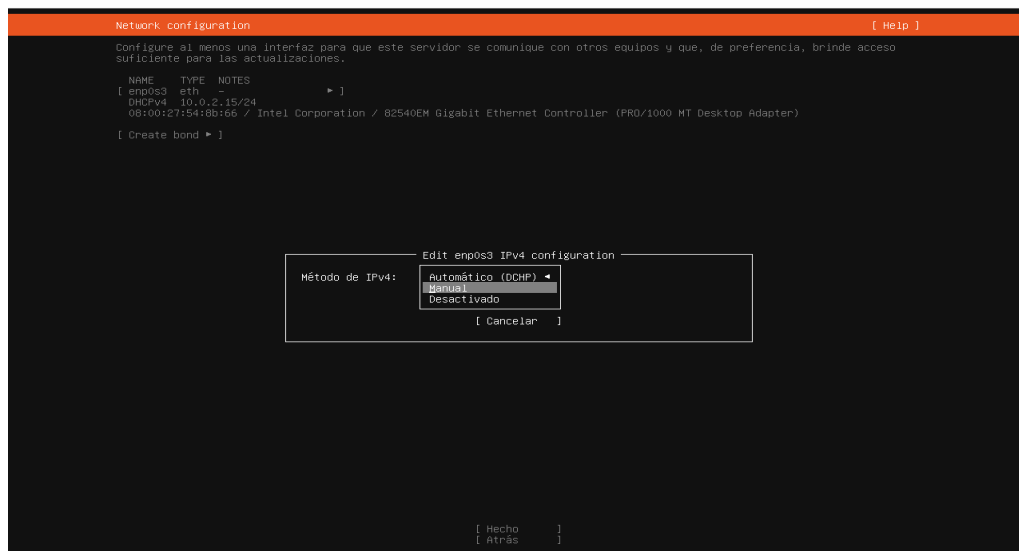 Network configuration [ Help ]
Configure al menos una interfaz para que este servidor se comunique con otros equipos y que, de preferencia, brinde acceso
suficiente para las actualizaciones.
NAME TYPE NOTES
[ enp0s3 eth – ► ]
DHCPv4 10.0.2.15/24
08:00:27:54:8b:66 / Intel Corporation / 82540EM Gigabit Ethernet Controller (PRO/1000 MT Desktop Adapter)
[ Create bond ► ]
Edit enp0s3 IPv4 configuration
Método de IPv4: Automático (DCHP) ◄
Manual
Desactivado
[ Cancelar ]
[ Hecho ]
[ Atrás ]